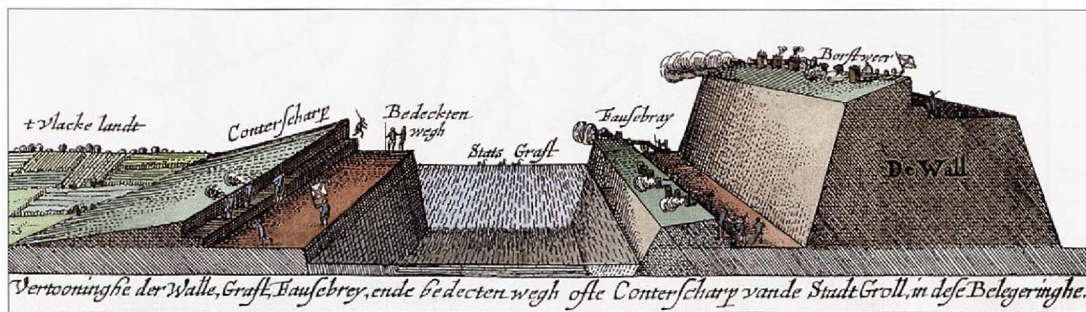 tvlacke landt
Conterscharp
Bedeckten
wegh
Stats Graft
Fausebray
Borstweer
De Wall
Vertooninghe der Walle, Graft, Fausebrey, ende bedecten wegh ofte Conterscharp vande Stadt Groll, in dese Belegeringhe.